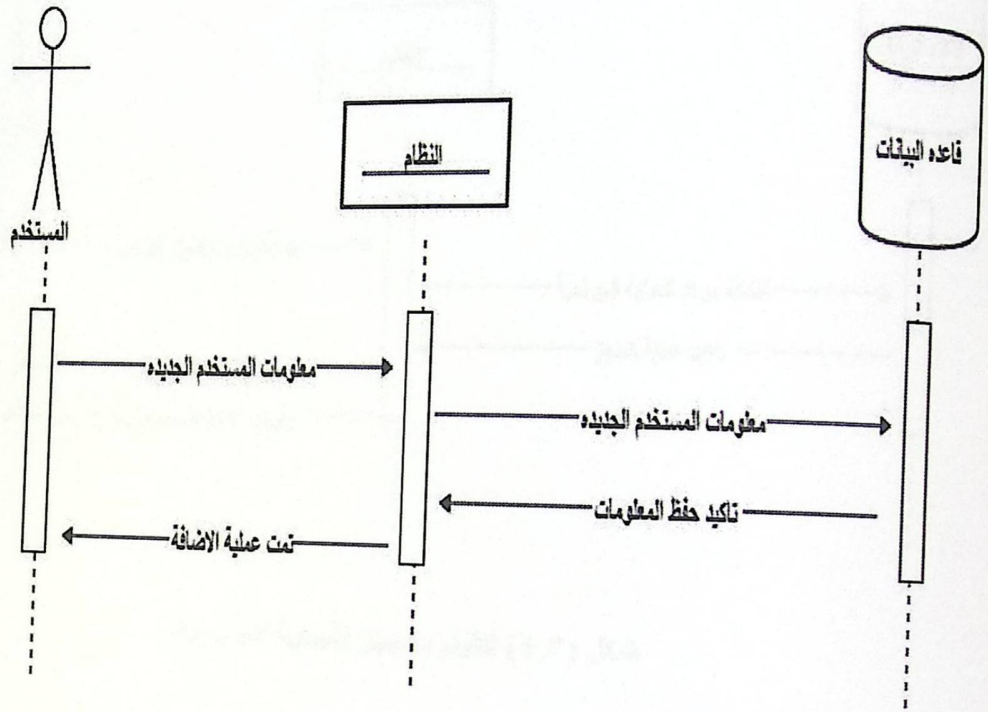 المستخدم
النظام
قاعده البيانات
معلومات المستخدم الجديده
معلومات المستخدم الجديده
تاكيد حفظ المعلومات
تمت عملية الاضافة